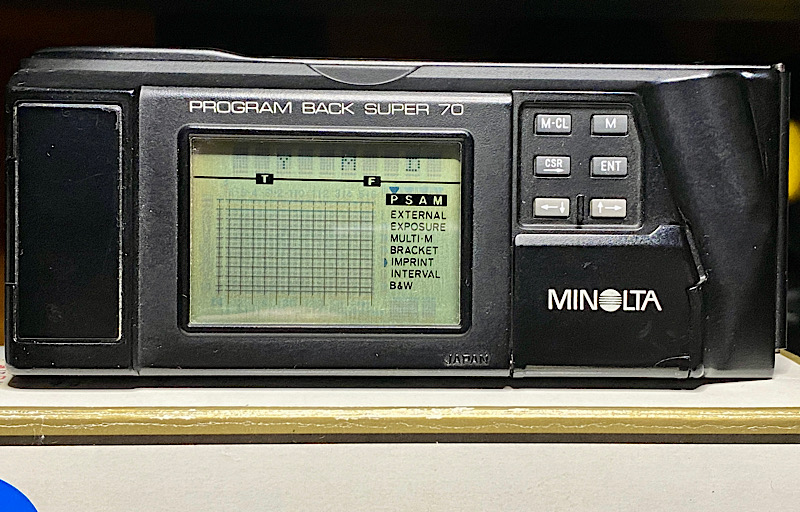 PROGRAM BACK SUPER 70
T F
P S A M
EXTERNAL
EXPOSURE
MULTI-M
BRACKET
IMPRINT
INTERVAL
B&W
M-CL M
CSR ENT
←·↓ ↑·→
MINOLTA
JAPAN